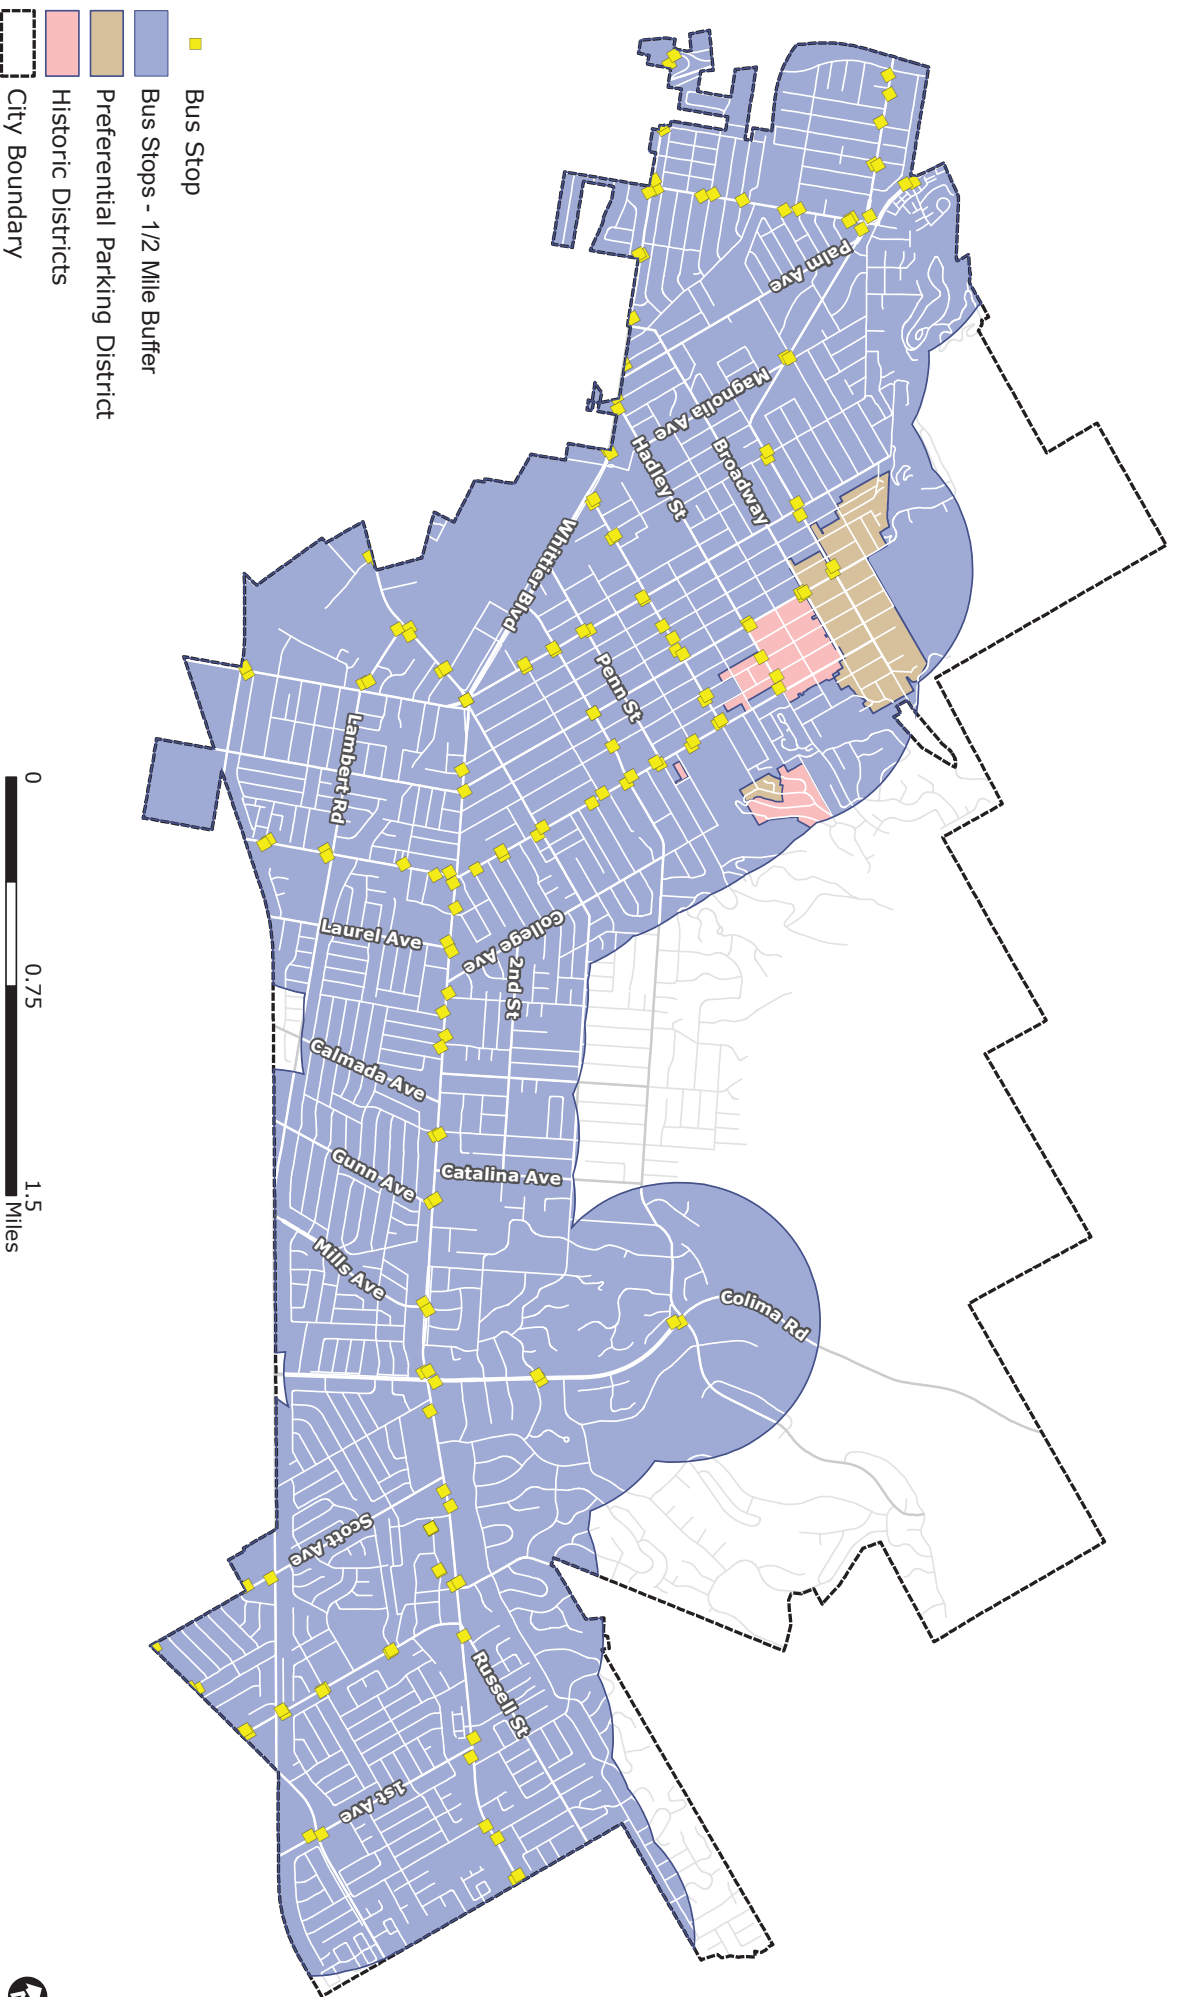 Bus Stop
Bus Stops - 1/2 Mile Buffer
Preferential Parking District
Historic Districts
City Boundary
Palm Ave
Magnolia Ave
Hadley St
Broadway
Whittier Blvd
Penn St
Lambert Rd
Laurel Ave
College Ave
2nd St
Calmada Ave
Gunn Ave
Catalina Ave
Mills Ave
Colima Rd
Scott Ave
Russell St
1st Ave
0
0.75
1.5
Miles